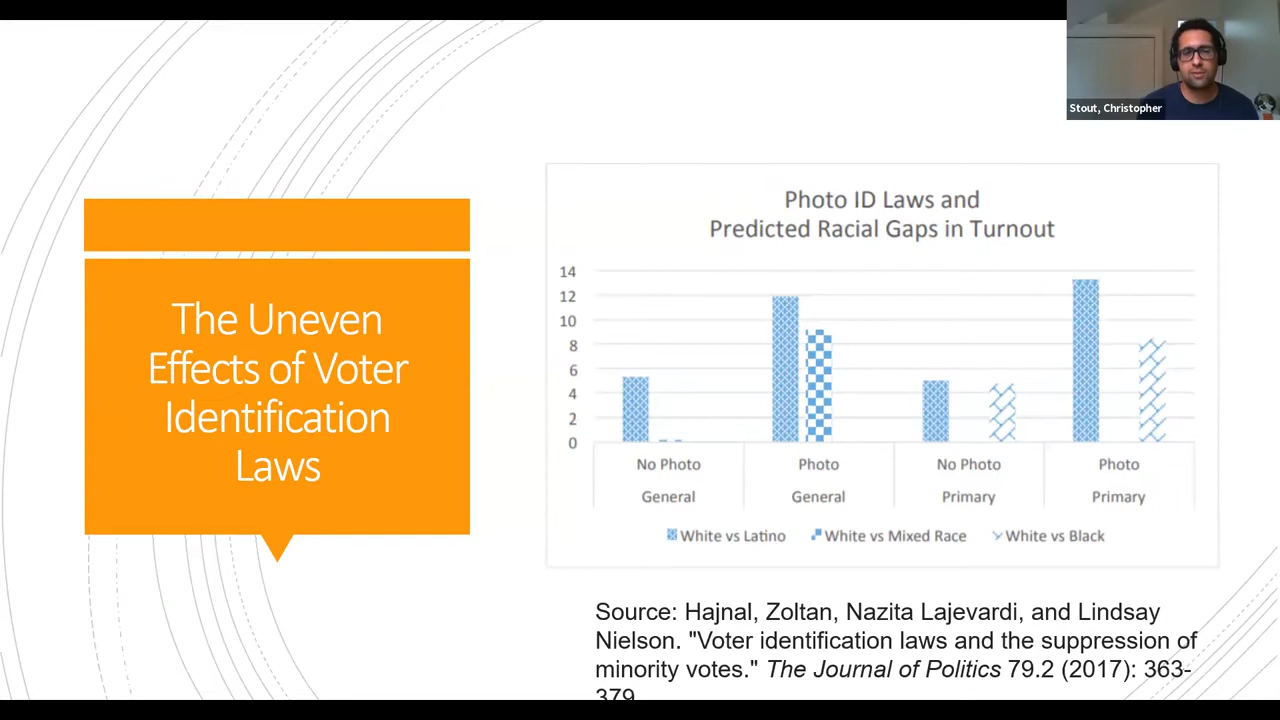 Stout, Christopher
The Uneven
Effects of Voter
Identification
Laws
Photo ID Laws and
Predicted Racial Gaps in Turnout
14
12
10
8
6
4
2
0
No Photo Photo No Photo Photo
General General Primary Primary
White vs Latino White vs Mixed Race White vs Black
Source: Hajnal, Zoltan, Nazita Lajevardi, and Lindsay
Nielson. "Voter identification laws and the suppression of
minority votes." The Journal of Politics 79.2 (2017): 363-
379